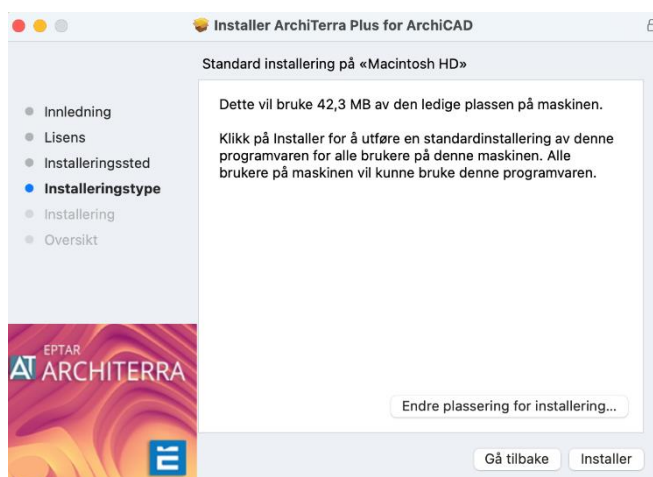 Installer ArchiTerra Plus for ArchiCAD
Standard installering på «Macintosh HD»
Innledning
Lisens
Installeringssted
Installeringstype
Installering
Oversikt
Dette vil bruke 42,3 MB av den ledige plassen på maskinen.
Klikk på Installer for å utføre en standardinstallering av denne
programvaren for alle brukere på denne maskinen. Alle
brukere på maskinen vil kunne bruke denne programvaren.
AT
EPTAR
ARCHITERRA
Endre plassering for installering...
Gå tilbake
Installer